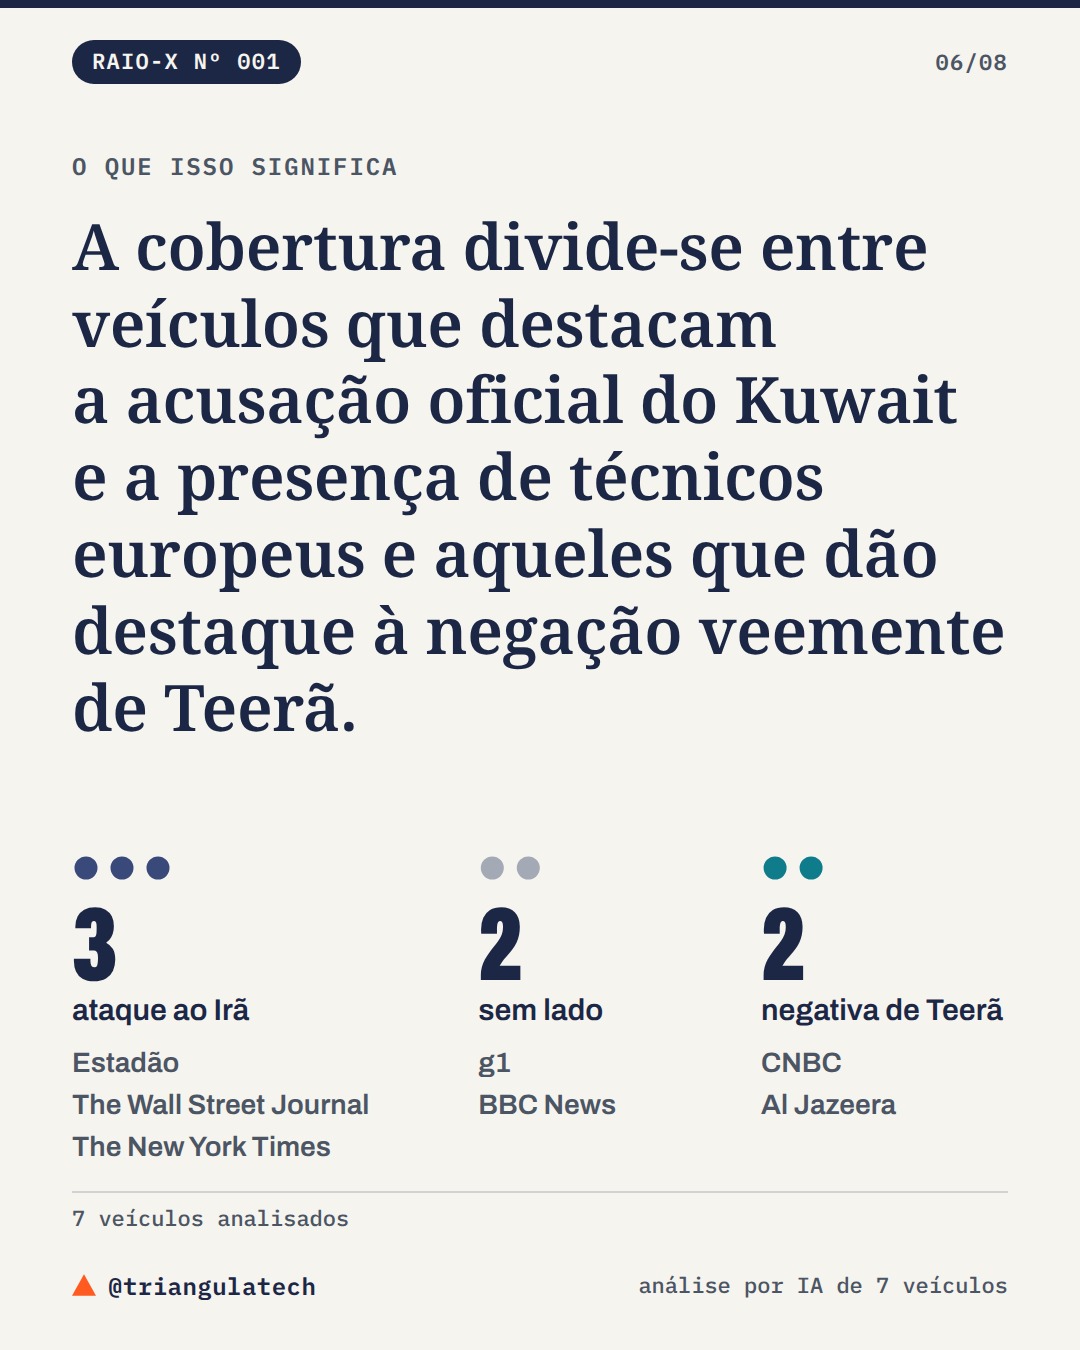 RAIO-X Nº 001
06/08
O QUE ISSO SIGNIFICA
A cobertura divide-se entre
veículos que destacam
a acusação oficial do Kuwait
e a presença de técnicos
europeus e aqueles que dão
destaque à negação veemente
de Teerã.
3
ataque ao Irã
Estadão
The Wall Street Journal
The New York Times
2
sem lado
g1
BBC News
2
negativa de Teerã
CNBC
Al Jazeera
7 veículos analisados
@triangulatech
análise por IA de 7 veículos